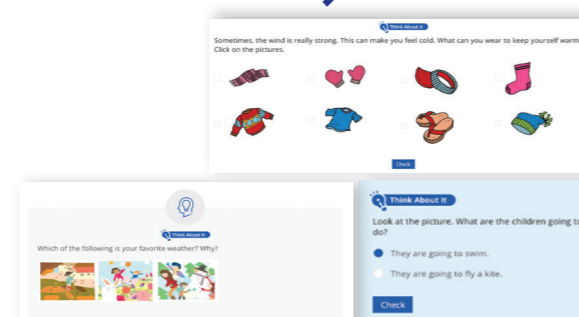 Think About It
Sometimes, the wind is really strong. This can make you feel cold. What can you wear to keep yourself warm
Click on the pictures.
Check
Think About It
Which of the following is your favorite weather? Why?
Think About It
Look at the picture. What are the children going to
do?
They are going to swim.
They are going to fly a kite.
Check